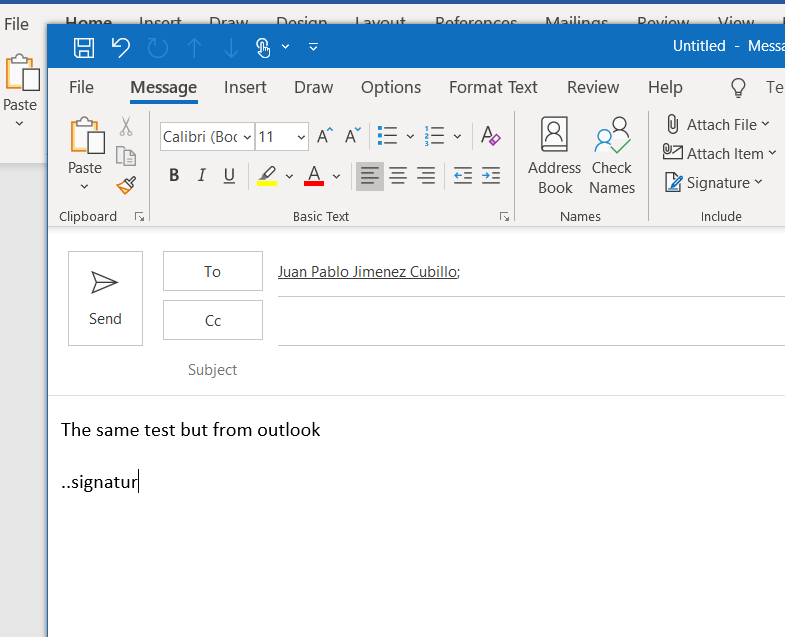 File Home Insert Draw Design Layout References Mailings Review View
Untitled - Messa
File Message Insert Draw Options Format Text Review Help Te
Paste
Paste
Calibri (Boc 11
B I U A
Clipboard
Basic Text
Address Book
Check Names
Names
Attach File
Attach Item
Signature
Include
Send
To
Juan Pablo Jimenez Cubillo;
Cc
Subject
The same test but from outlook
..signatur